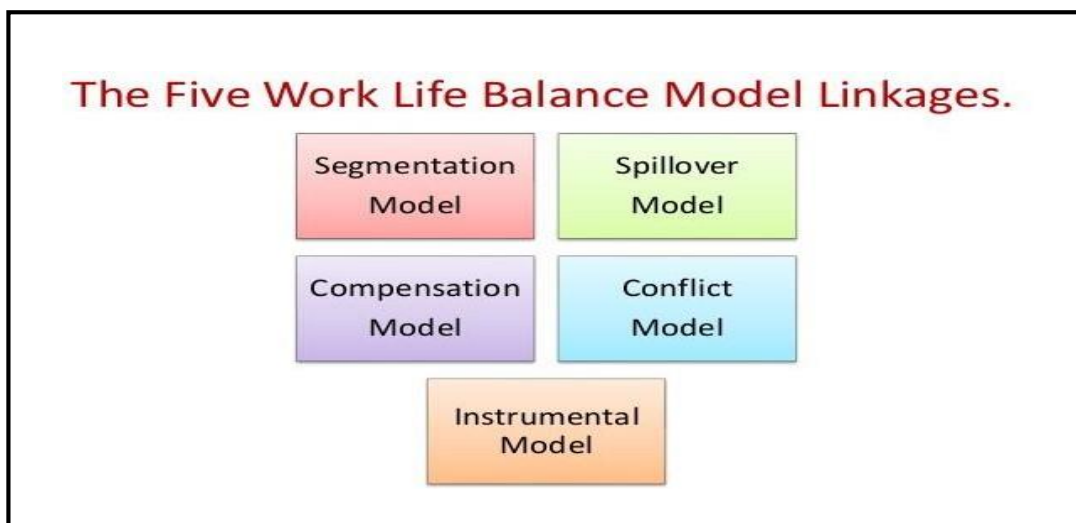 The Five Work Life Balance Model Linkages.
Segmentation
Model
Spillover
Model
Compensation
Model
Conflict
Model
Instrumental
Model